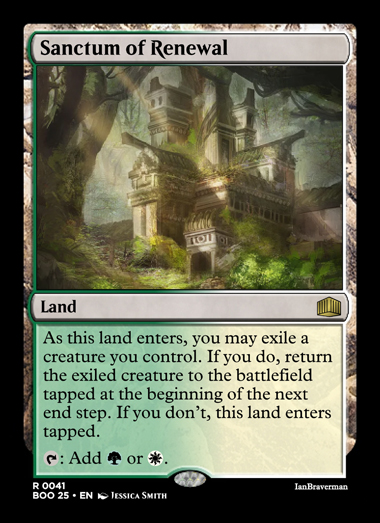 Sanctum of Renewal
Land
As this land enters, you may exile a
creature you control. If you do, return
the exiled creature to the battlefield
tapped at the beginning of the next
end step. If you don't, this land enters
tapped.
: Add or .
R 0041
BOO 25 • EN Jessica Smith
IanBraverman